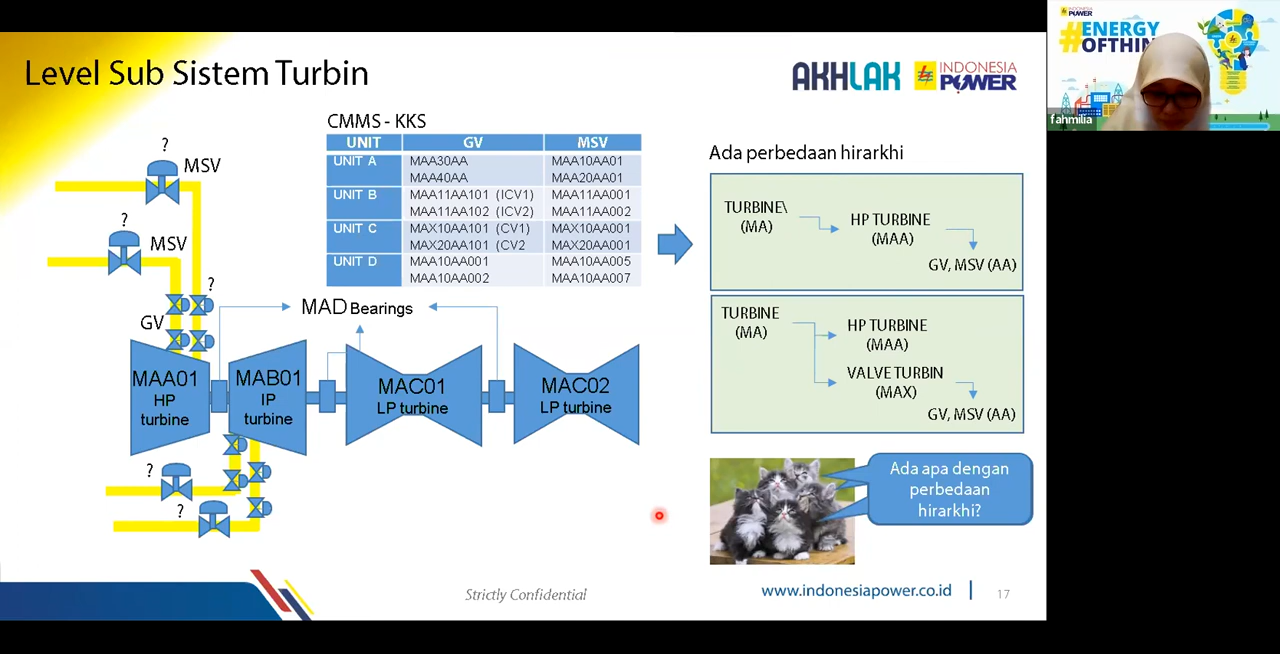 Level Sub Sistem Turbin
AKHLAK
INDONESIA
POWER
INDONESIA
POWER
#ENERGY
OFTHIN
fahmilia
CMMS - KKS
UNIT GV MSV
UNIT A MAA30AA MAA10AA01
MAA40AA MAA20AA01
UNIT B MAA11AA101 (ICV1) MAA11AA001
MAA11AA102 (ICV2) MAA11AA002
UNIT C MAX10AA101 (CV1) MAX10AA001
MAX20AA101 (CV2 MAX20AA001
UNIT D MAA10AA001 MAA10AA005
MAA10AA002 MAA10AA007
?
MSV
?
MSV
?
GV
MAD Bearings
MAA01
HP
turbine
MAB01
IP
turbine
MAC01
LP turbine
MAC02
LP turbine
?
?
Ada perbedaan hirarkhi
TURBINE\
(MA)
HP TURBINE
(MAA)
GV, MSV (AA)
TURBINE
(MA)
HP TURBINE
(MAA)
VALVE TURBIN
(MAX)
GV, MSV (AA)
Ada apa dengan
perbedaan
hirarkhi?
Strictly Confidential
www.indonesiapower.co.id
17